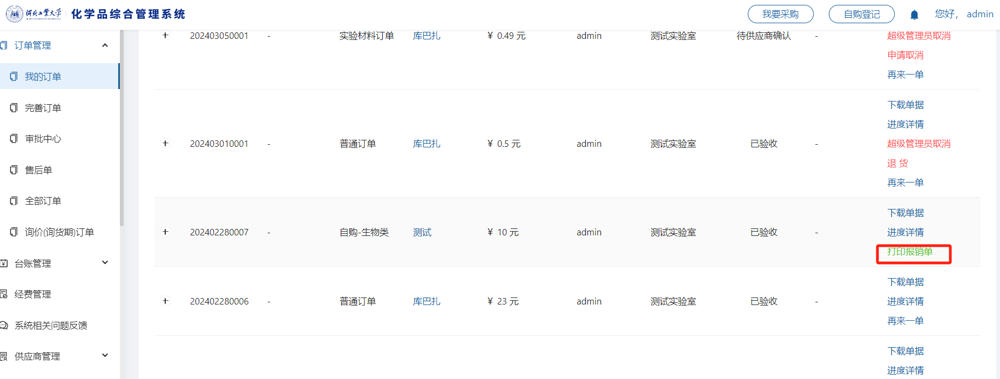 河北工業大学 化学品综合管理系统 我要采购 自购登记 您好， admin
订单管理
我的订单
完善订单
审批中心
售后单
全部订单
询价(询货期)订单
台账管理
经费管理
系统相关问题反馈
供应商管理
202403050001 - 实验材料订单 库巴扎 ¥ 0.49 元 admin 测试实验室 待供应商确认 - 超级管理员取消
申请取消
再来一单
下载单据
进度详情
202403010001 - 普通订单 库巴扎 ¥ 0.5 元 admin 测试实验室 已验收 - 超级管理员取消
退 货
再来一单
下载单据
202402280007 - 自购-生物类 测试 ¥ 10 元 admin 测试实验室 已验收 - 进度详情
打印报销单
下载单据
202402280006 - 普通订单 库巴扎 ¥ 23 元 admin 测试实验室 已验收 - 进度详情
再来一单
下载单据
进度详情